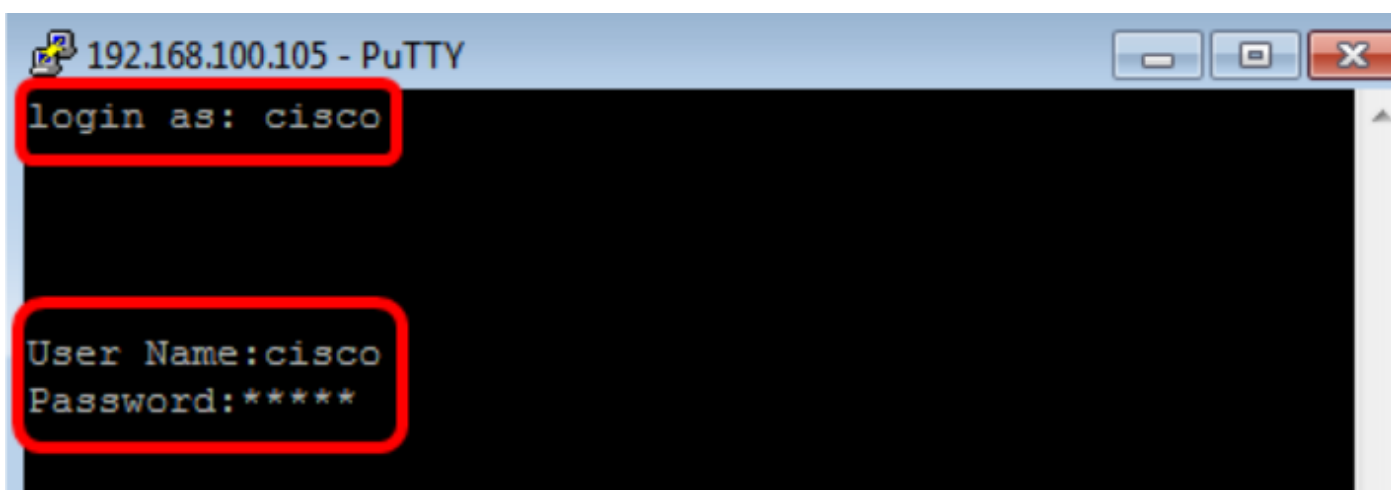 192.168.100.105 - PuTTY
login as: cisco
User Name:cisco
Password:*****